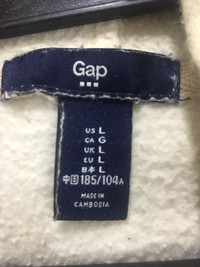 Gap
US L
CA G
UK L
EU L
日本 L
中国 185/104A
MADE IN
CAMBODIA